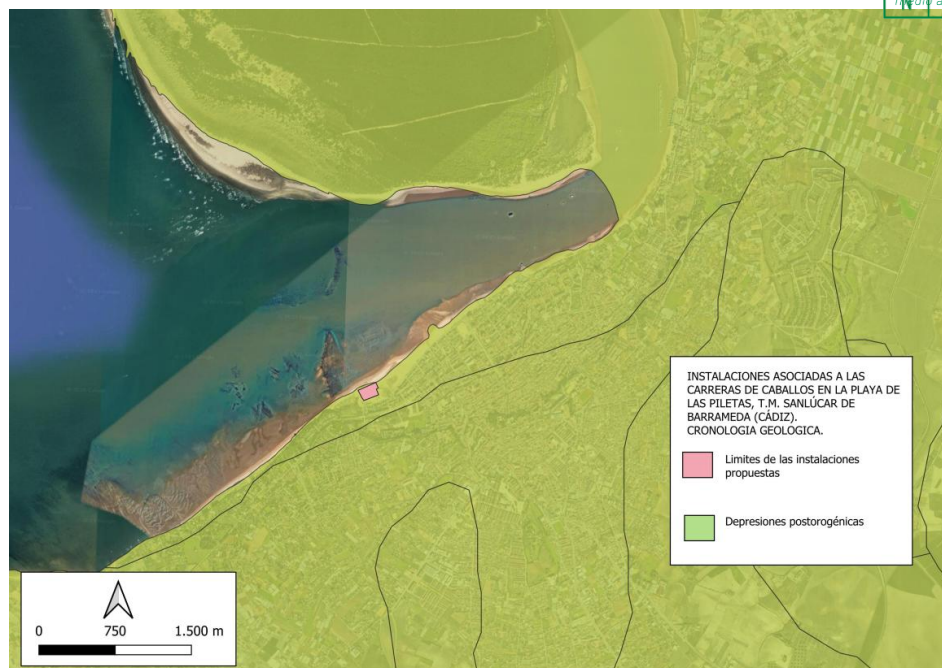 N
medio a
INSTALACIONES ASOCIADAS A LAS
CARRERAS DE CABALLOS EN LA PLAYA DE
LAS PILETAS, T.M. SANLÚCAR DE
BARRAMEDA (CÁDIZ).
CRONOLOGIA GEOLOGICA.
Limites de las instalaciones
propuestas
Depresiones postorogénicas
0 750 1.500 m